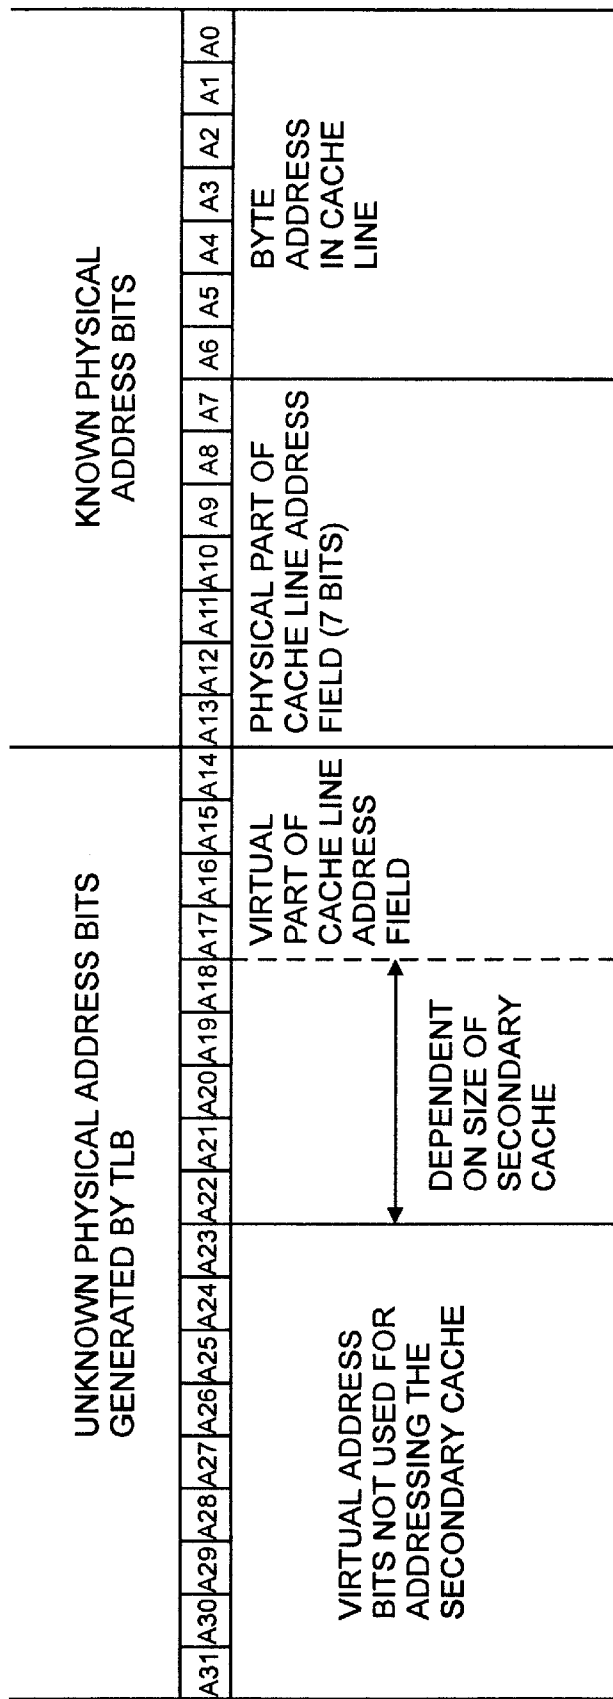 UNKNOWN PHYSICAL ADDRESS BITS
GENERATED BY TLB
KNOWN PHYSICAL
ADDRESS BITS
A31 A30 A29 A28 A27 A26 A25 A24 A23 A22 A21 A20 A19 A18 A17 A16 A15 A14 A13 A12 A11 A10 A9 A8 A7 A6 A5 A4 A3 A2 A1 A0
VIRTUAL ADDRESS
BITS NOT USED FOR
ADDRESSING THE
SECONDARY CACHE
DEPENDENT
ON SIZE OF
SECONDARY
CACHE
VIRTUAL
PART OF
CACHE LINE
ADDRESS
FIELD
PHYSICAL PART OF
CACHE LINE ADDRESS
FIELD (7 BITS)
BYTE
ADDRESS
IN CACHE
LINE